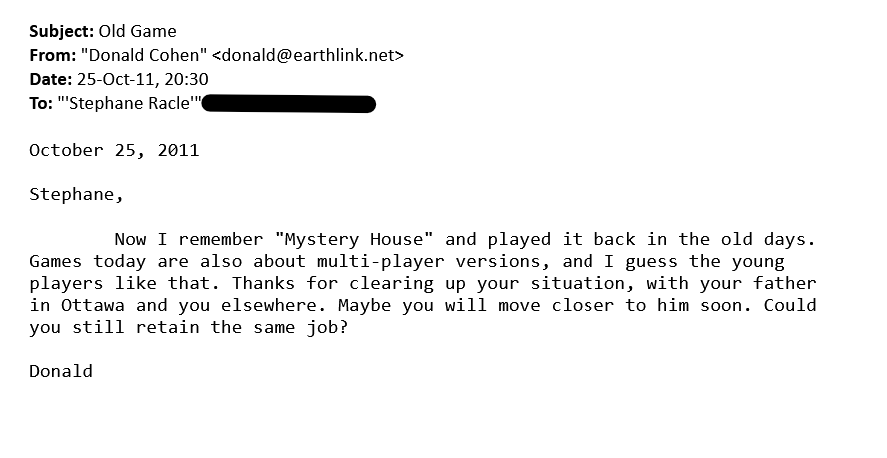 Subject: Old Game
From: "Donald Cohen" <donald@earthlink.net>
Date: 25-Oct-11, 20:30
To: "'Stephane Racle'"
October 25, 2011
Stephane,
Now I remember "Mystery House" and played it back in the old days.
Games today are also about multi-player versions, and I guess the young
players like that. Thanks for clearing up your situation, with your father
in Ottawa and you elsewhere. Maybe you will move closer to him soon. Could
you still retain the same job?
Donald